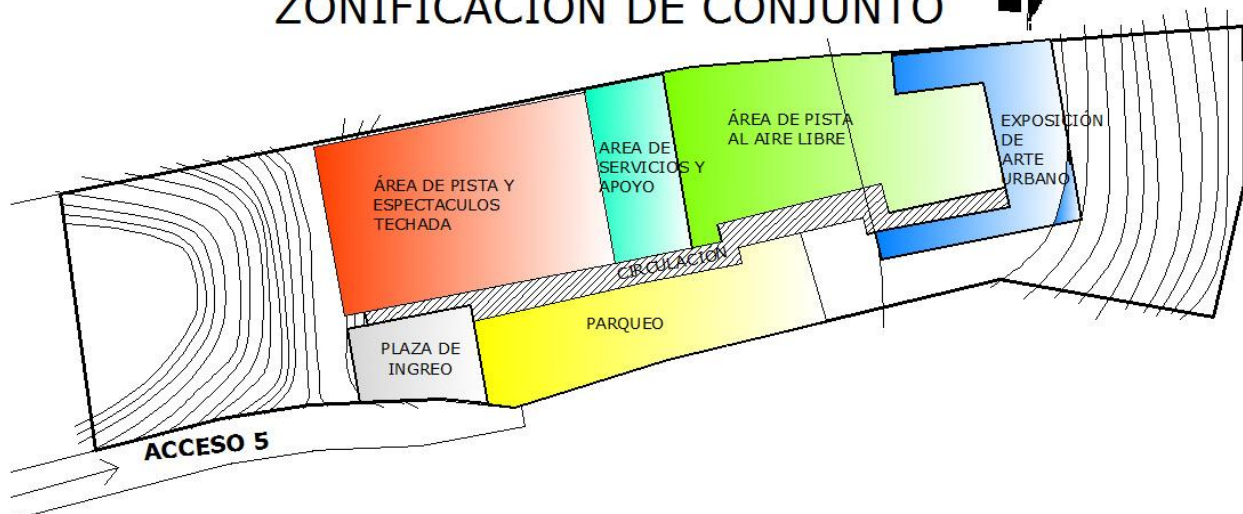 ZONIFICACION DE CONJUNTO
ÁREA DE PISTA Y
ESPECTACULOS
TECHADA
AREA DE
SERVICIOS Y
APOYO
ÁREA DE PISTA
AL AIRE LIBRE
EXPOSICIÓN
DE
ARTE
URBANO
CIRCULACION
PARQUEO
PLAZA DE
INGREO
ACCESO 5